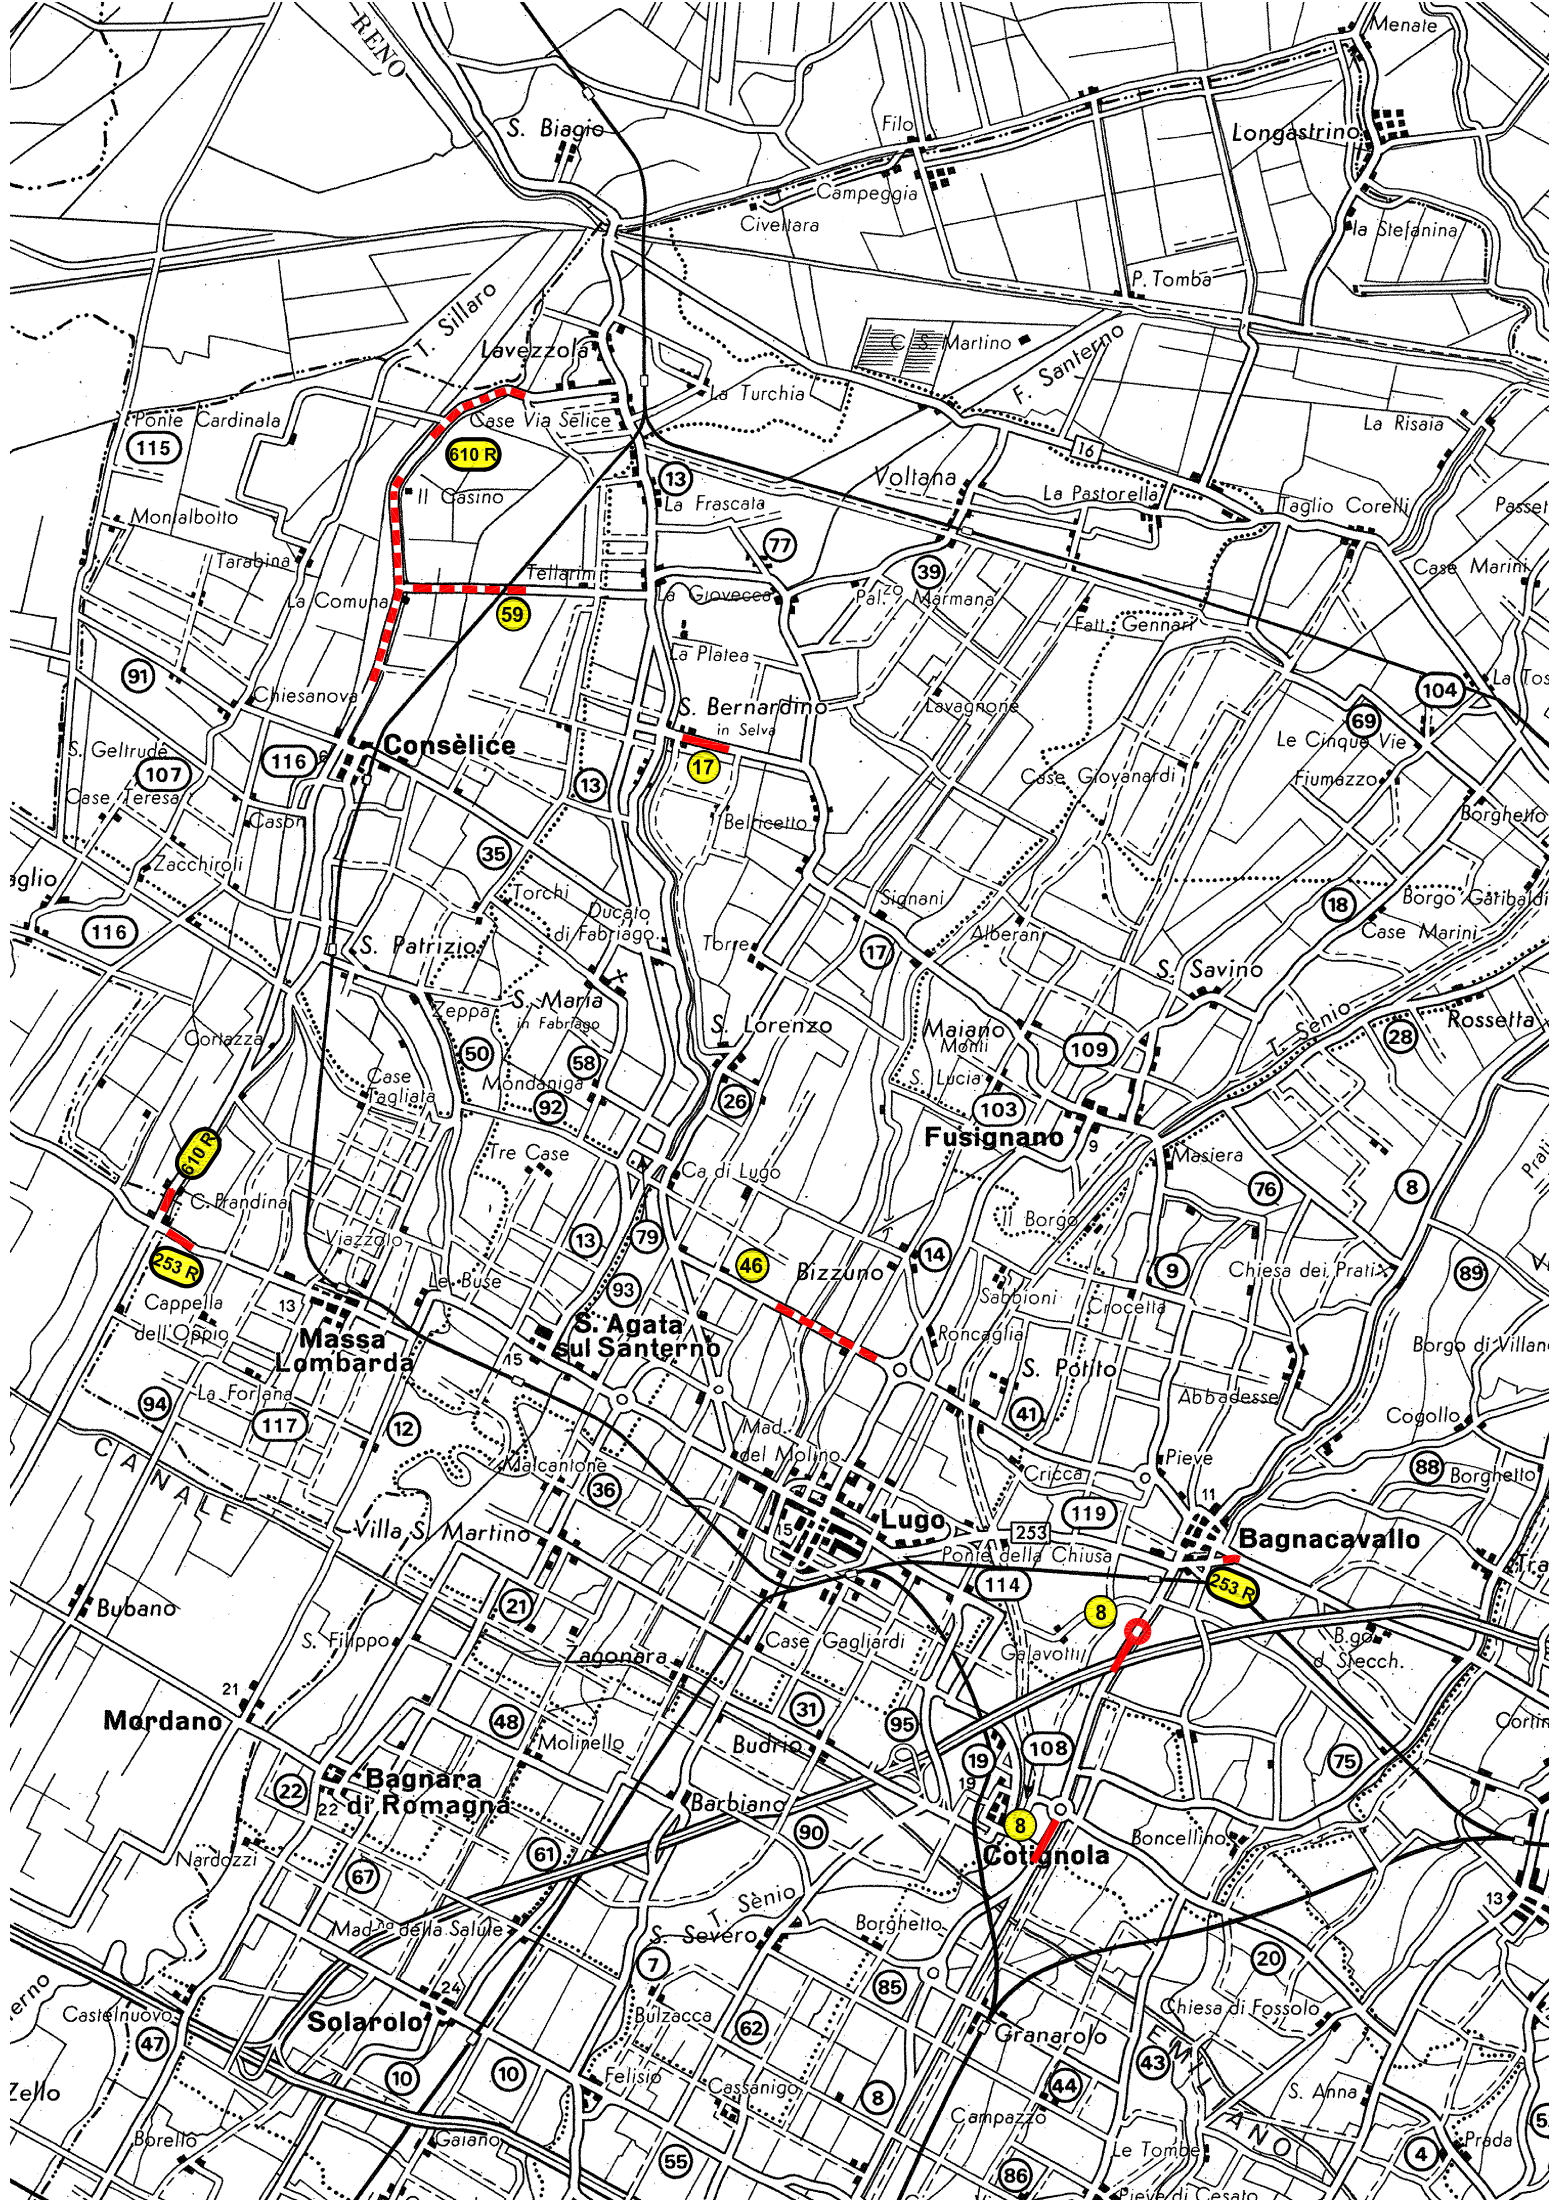 Menate
RENO
S. Biagio
Filo
Longastrino
Campeggia
Civeltara
la Stefanina
P. Tomba
T. Sillaro
Lavezzola
C. S. Martino
F. Santerno
La Turchia
Ponte Cardinala
Case Via Selice
La Risaia
115
610 R
16
13
Voltana
Il Casino
La Frascata
La Pastorella
Taglio Corelli
Montalbotto
77
Tarabina
Tellarini
39
Case Marini
La Comuna
La Giovecca
Pal.zo Marmana
59
Fatt. Gennari
La Platea
91
Chiesanova
104
S. Bernardino
in Selva
Lavagnone
69
S. Geltrude
116
6
Consèlice
Le Cinque Vie
107
17
Case Giovanardi
Fiumazzo
Case Teresa
13
Belricetto
Borghetto
Zacchiroli
35
Torchi
Signani
18
Borgo Garibaldi
116
Ducato
di Fabriago
Case Marini
S. Patrizio
Torre
17
Alberani
S. Savino
Zeppa
S. Maria
in Fabriago
S. Lorenzo
Maiano
Monti
T. Senio
Rossetta
Cortazza
50
58
109
28
Case
Tagliata
Mondaniga
S. Lucia
92
26
103
Fusignano
9
610 R
Tre Case
Ca di Lugo
Masiera
76
8
C. Prandina
Il Borgo
Viazzolo
13
79
14
253 R
46
Bizzuno
9
Chiesa dei Prati
89
Le Buse
93
Sabbioni
Crocetta
Cappella
dell'Oppio
13
Massa
Lombarda
S. Agata
sul Santerno
15
Roncaglia
S. Potito
Abbadesse
La Forlana
94
117
12
41
Cogollo
CANALE
Mad.
del Molino
Malcantone
Cricca
Pieve
88
Borghetto
36
11
119
Villa S. Martino
15
Lugo
253
Bagnacavallo
Ponte della Chiusa
114
253 R
Bubano
21
8
S. Filippo
Case Gagliardi
Galavotti
B.go
d. Stecch.
Zagonara
21
Mordano
48
31
95
Molinello
Budrio
19
108
75
22
Bagnara
di Romagna
22
19
Barbiano
8
90
Cotignola
Boncellino
Nardozzi
61
67
T. Sènio
13
Mad.na della Salute
S. Severo
Borghetto
7
20
24
85
Castelnuovo
Solarolo
Bulzacca
Chiesa di Fossolo
47
62
Granarolo
EMILIANO
10
10
Felisio
43
Cassanigo
8
44
S. Anna
Campazzo
Borello
Gaiano
Le Tombe
4
Prada
55
86
Pieve di Cesato